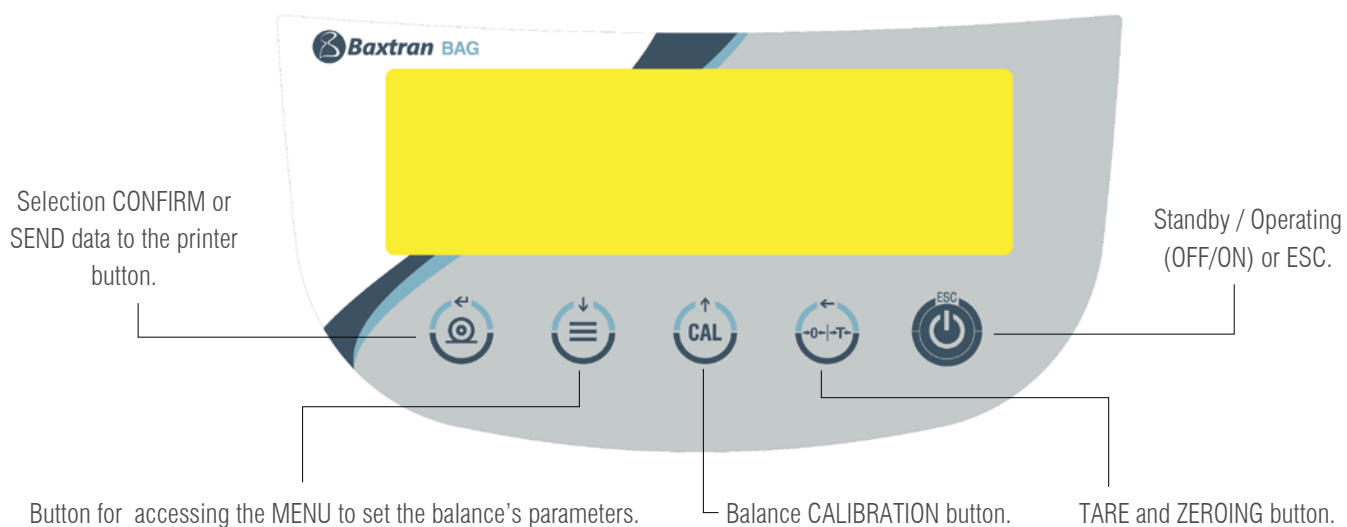 Baxtran BAG
Selection CONFIRM or
SEND data to the printer
button.
Standby / Operating
(OFF/ON) or ESC.
ESC
CAL
→0←|→T←
Button for accessing the MENU to set the balance's parameters.
Balance CALIBRATION button.
TARE and ZEROING button.